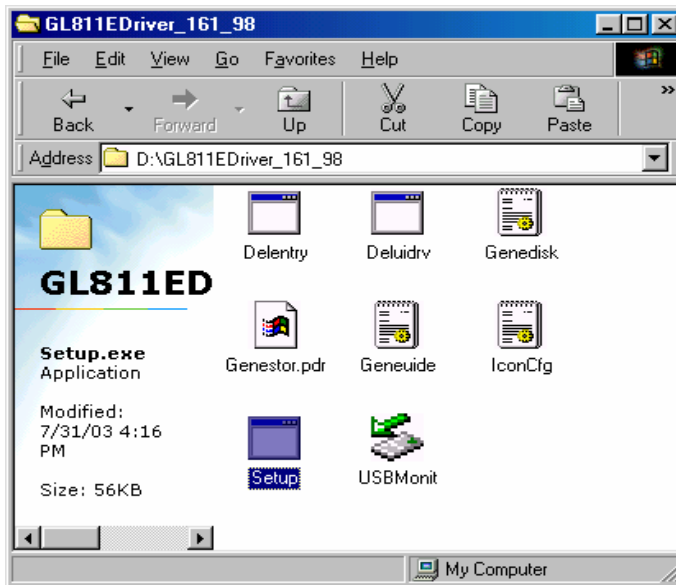 GL811EDriver_161_98
File Edit View Go Favorites Help
Back Forward Up Cut Copy Paste »
Address D:\GL811EDriver_161_98
GL811ED
Setup.exe
Application
Modified:
7/31/03 4:16
PM
Size: 56KB
Delentry Deluidrv Genedisk
Genestor.pdr Geneuide IconCfg
Setup USBMonit
My Computer